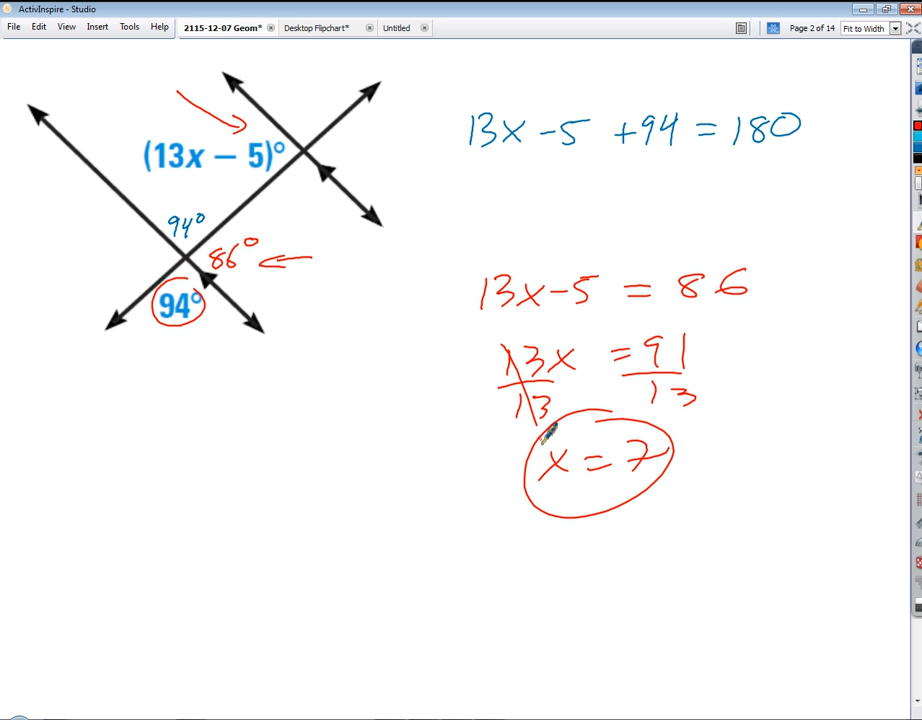 ActivInspire - Studio
File Edit View Insert Tools Help 2115-12-07 Geom* Desktop Flipchart* Untitled Page 2 of 14 Fit to Width
13x - 5 + 94 = 180
(13x − 5)°
94°
86°
94°
13x - 5 = 86
13x = 91
13 13
x = 7